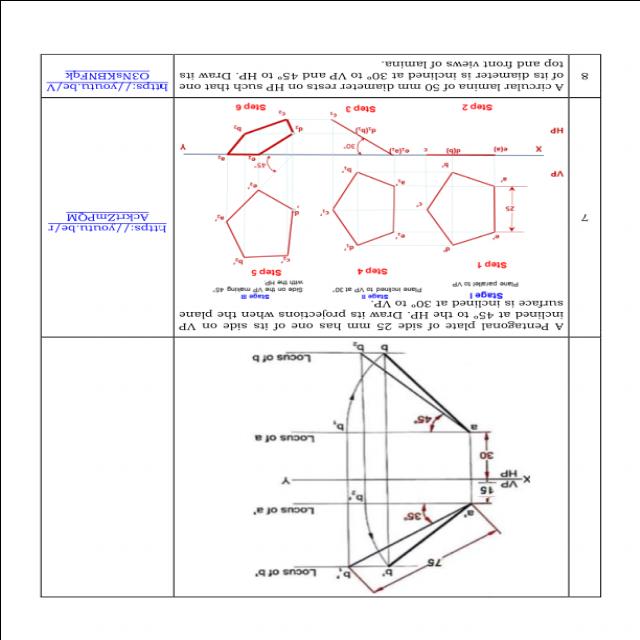 75
b' b₁' Locus of b'
35°
a' Locus of a'
15 b₂'
VP
X HP Y
30
45°
a b₁ Locus of a
b b₂ Locus of b
7
A Pentagonal plate of side 25 mm has one of its side on VP
inclined at 45° to the HP. Draw its projections when the plane
surface is inclined at 30° to VP.
Stage I Stage II Stage III
Plane parallel to VP
Plane inclined to VP at 30°
Side on the VP making 45°
with the HP
Step 1 Step 4 Step 5
25
VP
X Y
HP
30°
45°
Step 2 Step 3 Step 6
https://youtu.be/r
AckrtZmPQM
8
A circular lamina of 50 mm diameter rests on HP such that one
of its diameter is inclined at 30° to VP and 45° to HP. Draw its
top and front views of lamina.
https://youtu.be/V
O3NsKBNFqk